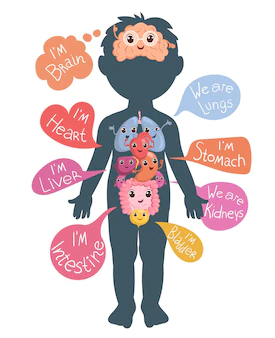 I'M
BRAiN
We are
LUNGS
I'M
HeaRt
I'M
StOMaCH
I'M
LiVeR
We are
KiDNeYS
I'M
INteStiNe
I'M
BLaDDeR